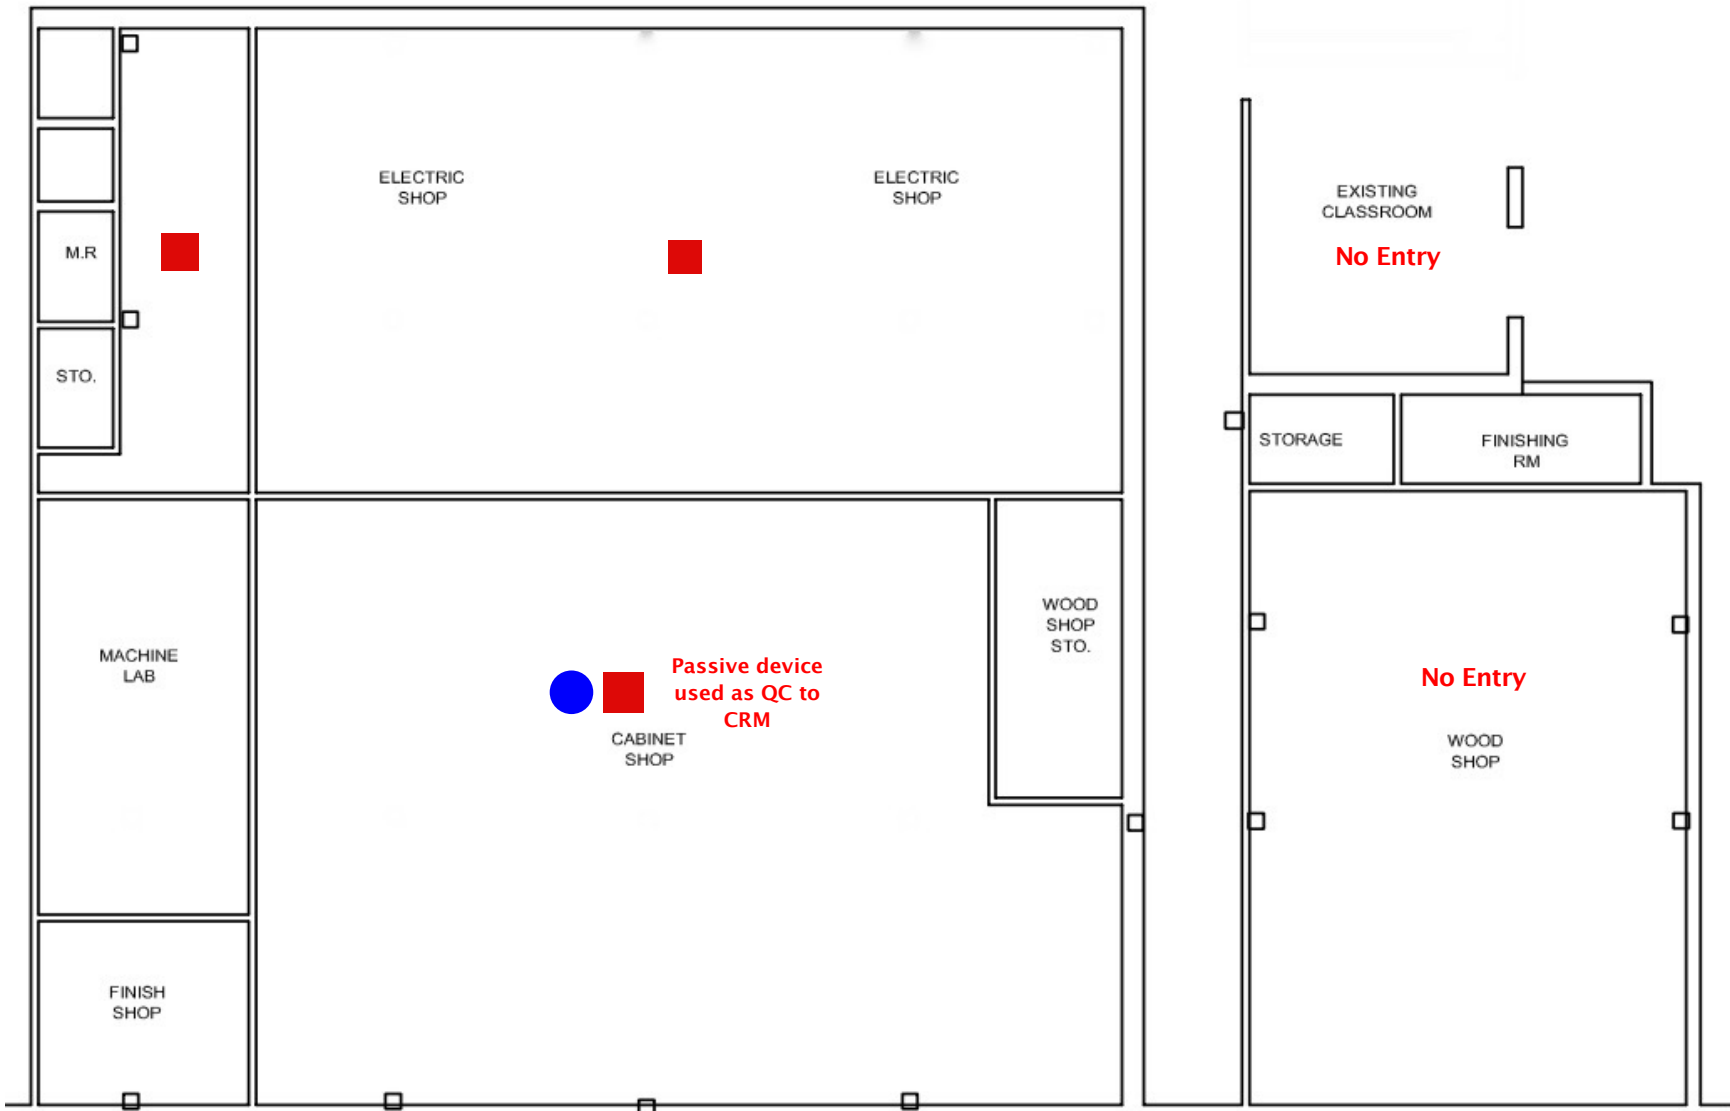 ELECTRIC
SHOP
ELECTRIC
SHOP
EXISTING
CLASSROOM
No Entry
M.R
STO.
STORAGE
FINISHING
RM
MACHINE
LAB
Passive device
used as QC to
CRM
CABINET
SHOP
WOOD
SHOP
STO.
No Entry
WOOD
SHOP
FINISH
SHOP